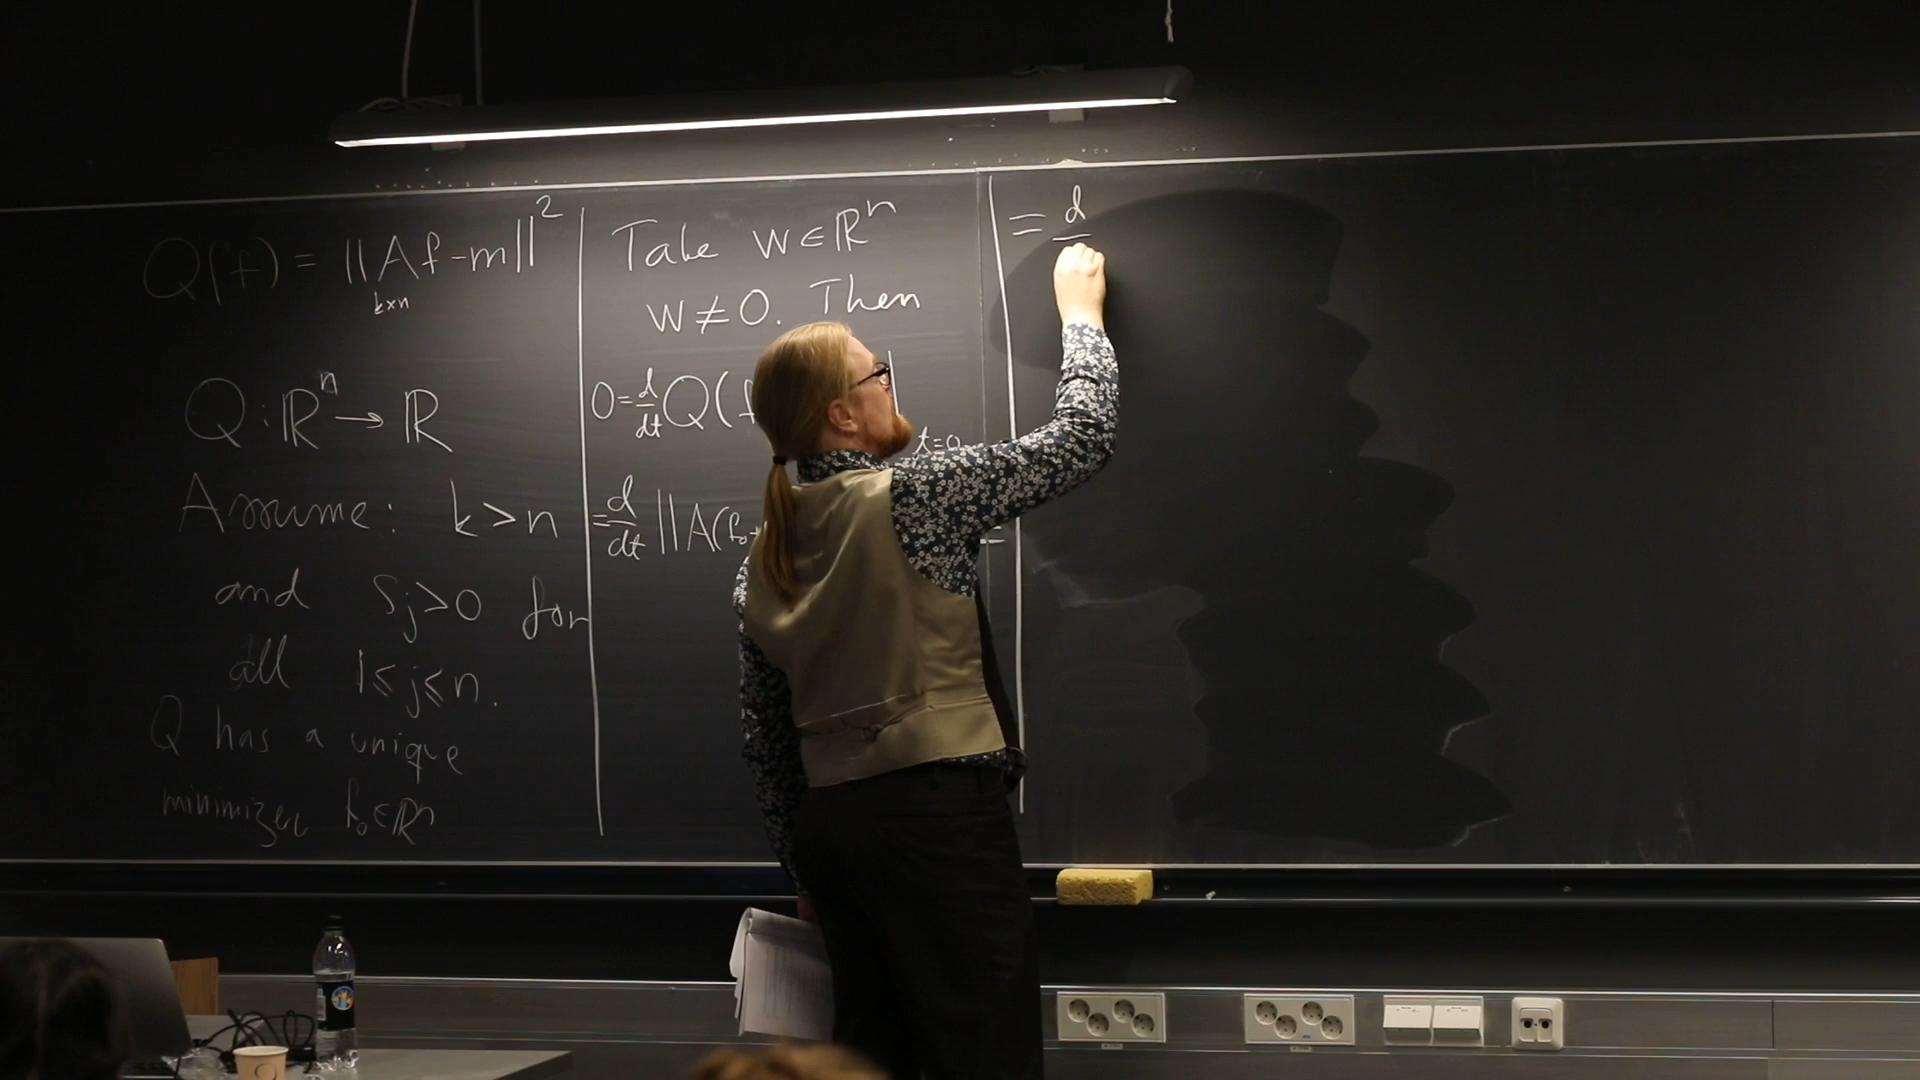 Q(f) = ||Af-m||²
k×n
Q: ℝⁿ → ℝ
Assume: k > n
and Sj>0 for
all 1≤j≤n.
Q has a unique
minimizer f₀∈ℝⁿ
Take w∈ℝⁿ
w≠0. Then
0=d/dt Q(f
t=0
=d/dt ||A(f₀+
=
= d